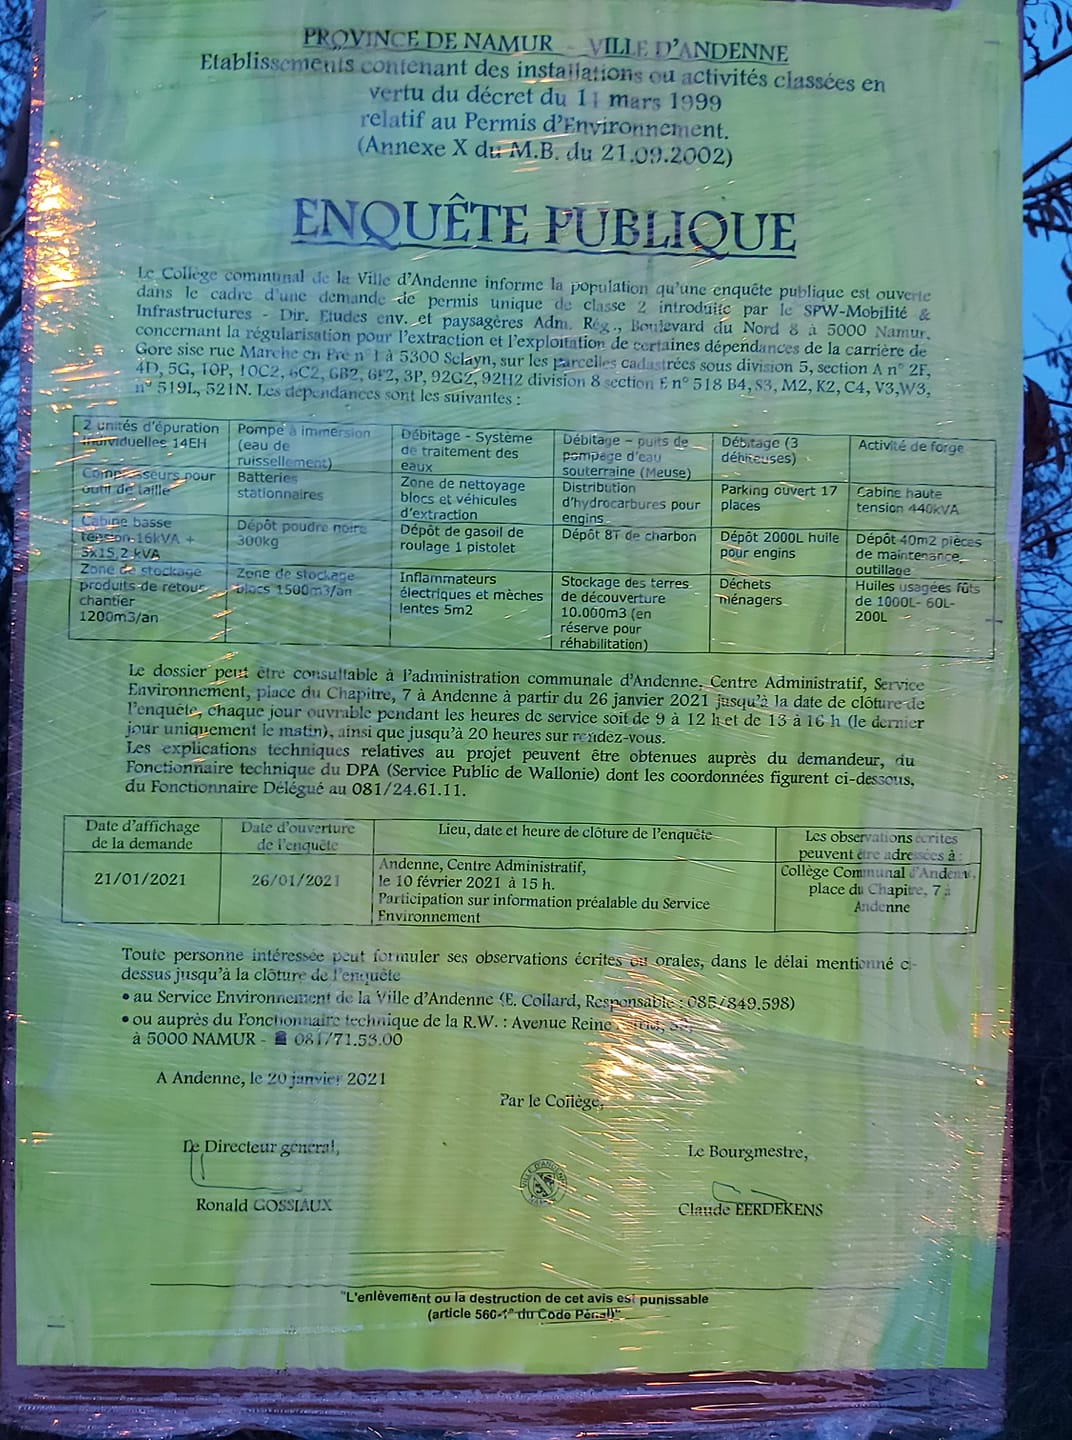 PROVINCE DE NAMUR - VILLE D'ANDENNE
Etablissements contenant des installations ou activités classées en
vertu du décret du 11 mars 1999
relatif au Permis d'Environnement.
(Annexe X du M.B. du 21.09.2002)
ENQUÊTE PUBLIQUE
Le Collège communal de la Ville d'Andenne informe la population qu'une enquête publique est ouverte
dans le cadre d'une demande de permis unique de classe 2 introduite par le SPW-Mobilité &
Infrastructures - Dir. Etudes env. et paysagères Adm. Rég., Boulevard du Nord 8 à 5000 Namur,
concernant la régularisation pour l'extraction et l'exploitation de certaines dépendances de la carrière de
Gore sise rue Marche en Pré n° 1 à 5300 Sclayn, sur les parcelles cadastrées sous division 5, section A n° 2F,
4D, 5G, 10P, 10C2, 6C2, 6B2, 6F2, 3P, 92G2, 92H2 division 8 section E n° 518 B4, S3, M2, K2, C4, V3,W3,
n° 519L, 521N. Les dépendances sont les suivantes :
2 unités d'épuration
individuelles 14EH
Pompe à immersion
(eau de
ruissellement)
Débitage - Système
de traitement des
eaux
Débitage – puits de
pompage d'eau
souterraine (Meuse)
Débitage (3
débiteuses)
Activité de forge
Compresseurs pour
outil de taille
Batteries
stationnaires
Zone de nettoyage
blocs et véhicules
d'extraction
Distribution
d'hydrocarbures pour
engins
Parking ouvert 17
places
Cabine haute
tension 440kVA
Cabine basse
tension 16kVA +
3x15,2 kVA
Dépôt poudre noire
300kg
Dépôt de gasoil de
roulage 1 pistolet
Dépôt 8T de charbon
Dépôt 2000L huile
pour engins
Dépôt 40m2 pièces
de maintenance,
outillage
Zone de stockage
produits de retour
chantier
1200m3/an
Zone de stockage
blocs 1500m3/an
Inflammateurs
électriques et mèches
lentes 5m2
Stockage des terres
de découverte
10.000m3 (en
réserve pour
réhabilitation)
Déchets
ménagers
Huiles usagées fûts
de 1000L- 60L-
200L
Le dossier peut être consultable à l'administration communale d'Andenne, Centre Administratif, Service
Environnement, place du Chapitre, 7 à Andenne à partir du 26 janvier 2021 jusqu'à la date de clôture de
l'enquête, chaque jour ouvrable pendant les heures de service soit de 9 à 12 h et de 13 à 16 h (le dernier
jour uniquement le matin), ainsi que jusqu'à 20 heures sur rendez-vous.
Les explications techniques relatives au projet peuvent être obtenues auprès du demandeur, du
Fonctionnaire technique du DPA (Service Public de Wallonie) dont les coordonnées figurent ci-dessous,
du Fonctionnaire Délégué au 081/24.61.11.
Date d'affichage
de la demande
Date d'ouverture
de l'enquête
Lieu, date et heure de clôture de l'enquête
Les observations écrites
peuvent être adressées à :
21/01/2021
26/01/2021
Andenne, Centre Administratif,
le 10 février 2021 à 15 h.
Participation sur information préalable du Service
Environnement
Collège Communal d'Andenne,
place du Chapitre, 7 à
Andenne
Toute personne intéressée peut formuler ses observations écrites ou orales, dans le délai mentionné ci-
dessus jusqu'à la clôture de l'enquête
• au Service Environnement de la Ville d'Andenne (E. Collard, Responsable : 085/849.598)
• ou auprès du Fonctionnaire technique de la R.W. : Avenue Reine
à 5000 NAMUR - 081/71.53.00
A Andenne, le 20 janvier 2021
Par le Collège,
Le Directeur général,
Le Bourgmestre,
VILLE D'ANDENNE
Ronald GOSSIAUX
Claude EERDEKENS
"L'enlèvement ou la destruction de cet avis est punissable
(article 560-1° du Code Pénal)"